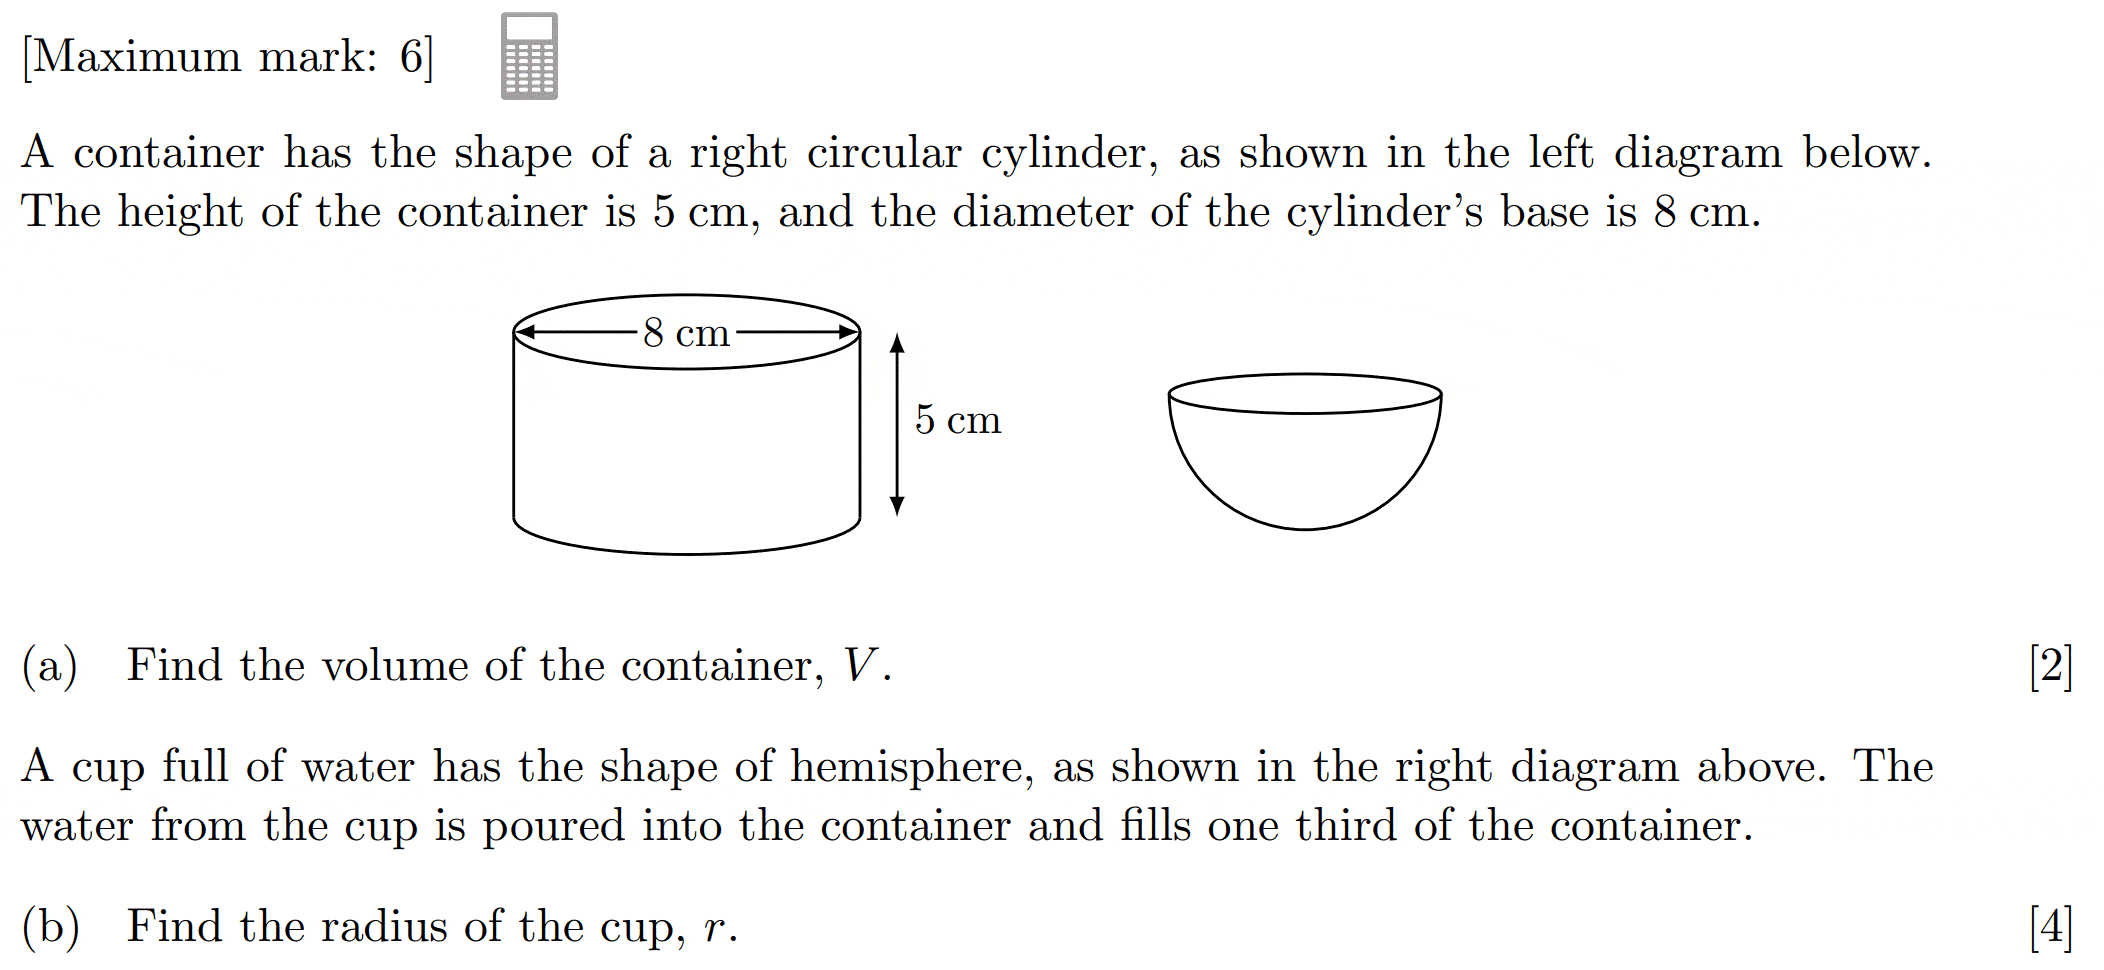 [Maximum mark: 6]
A container has the shape of a right circular cylinder, as shown in the left diagram below.
The height of the container is 5 cm, and the diameter of the cylinder's base is 8 cm.
8 cm
5 cm
(a) Find the volume of the container, V. [2]
A cup full of water has the shape of hemisphere, as shown in the right diagram above. The
water from the cup is poured into the container and fills one third of the container.
(b) Find the radius of the cup, r. [4]